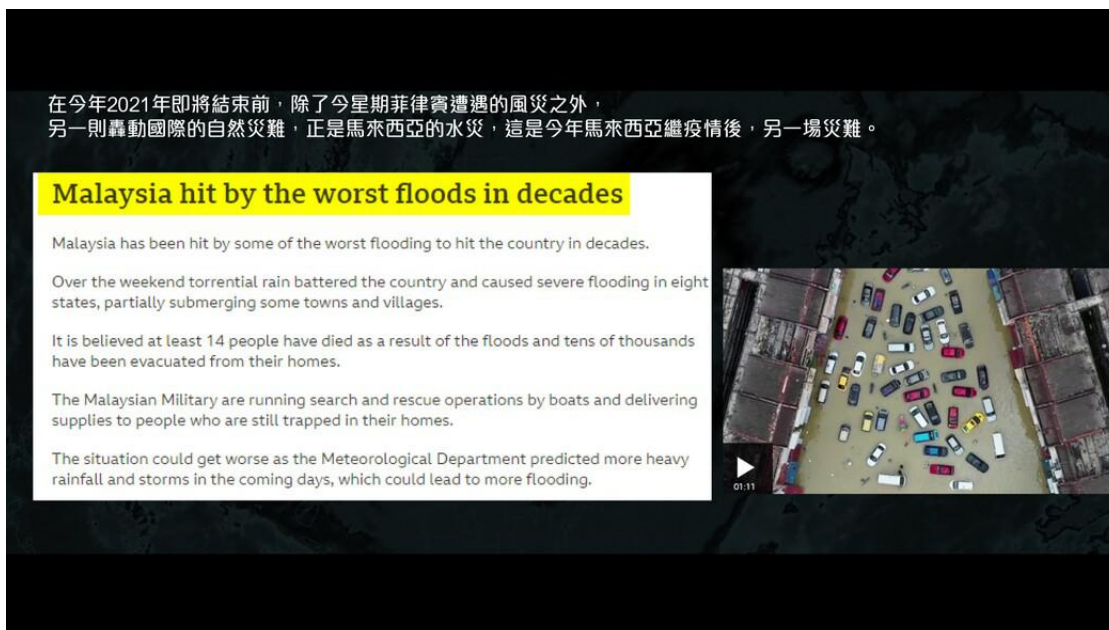 在今年2021年即將結束前，除了今星期菲律賓遭遇的風災之外，
另一則轟動國際的自然災難，正是馬來西亞的水災，這是今年馬來西亞繼疫情後，另一場災難。
Malaysia hit by the worst floods in decades
Malaysia has been hit by some of the worst flooding to hit the country in decades.
Over the weekend torrential rain battered the country and caused severe flooding in eight
states, partially submerging some towns and villages.
It is believed at least 14 people have died as a result of the floods and tens of thousands
have been evacuated from their homes.
The Malaysian Military are running search and rescue operations by boats and delivering
supplies to people who are still trapped in their homes.
The situation could get worse as the Meteorological Department predicted more heavy
rainfall and storms in the coming days, which could lead to more flooding.
01:11